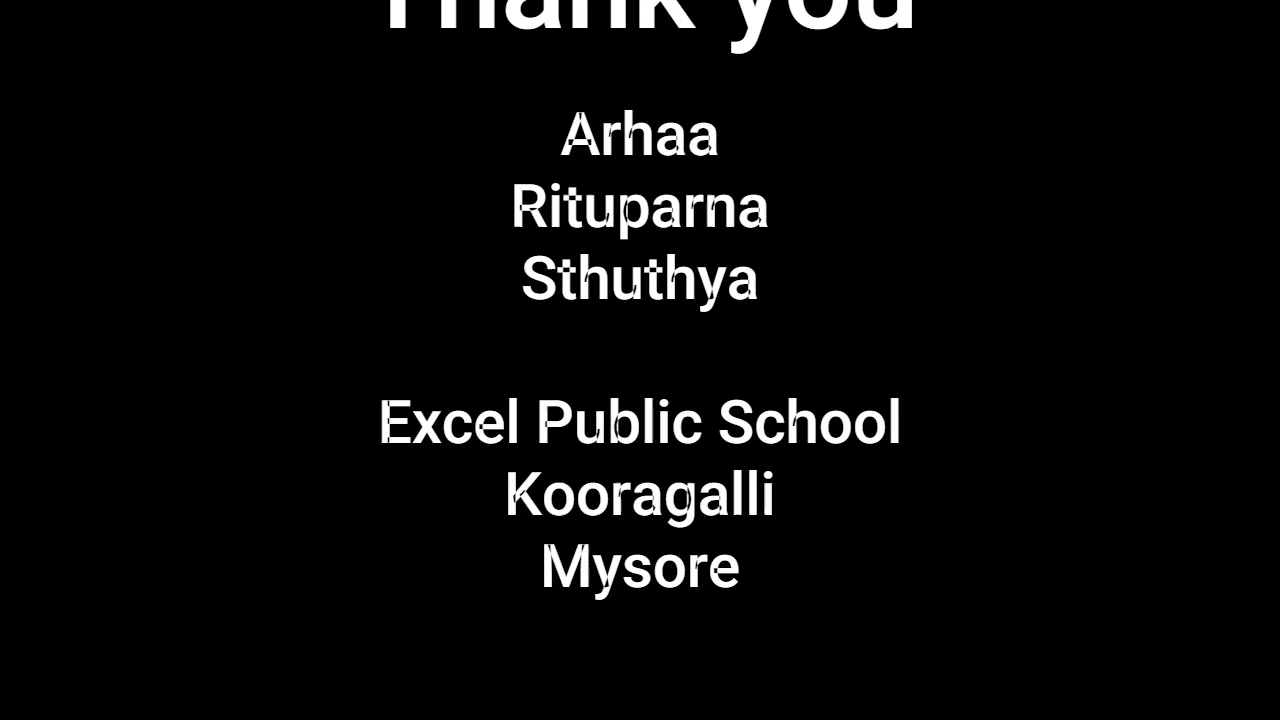 Thank you
Arhaa
Rituparna
Sthuthya
Excel Public School
Kooragalli
Mysore